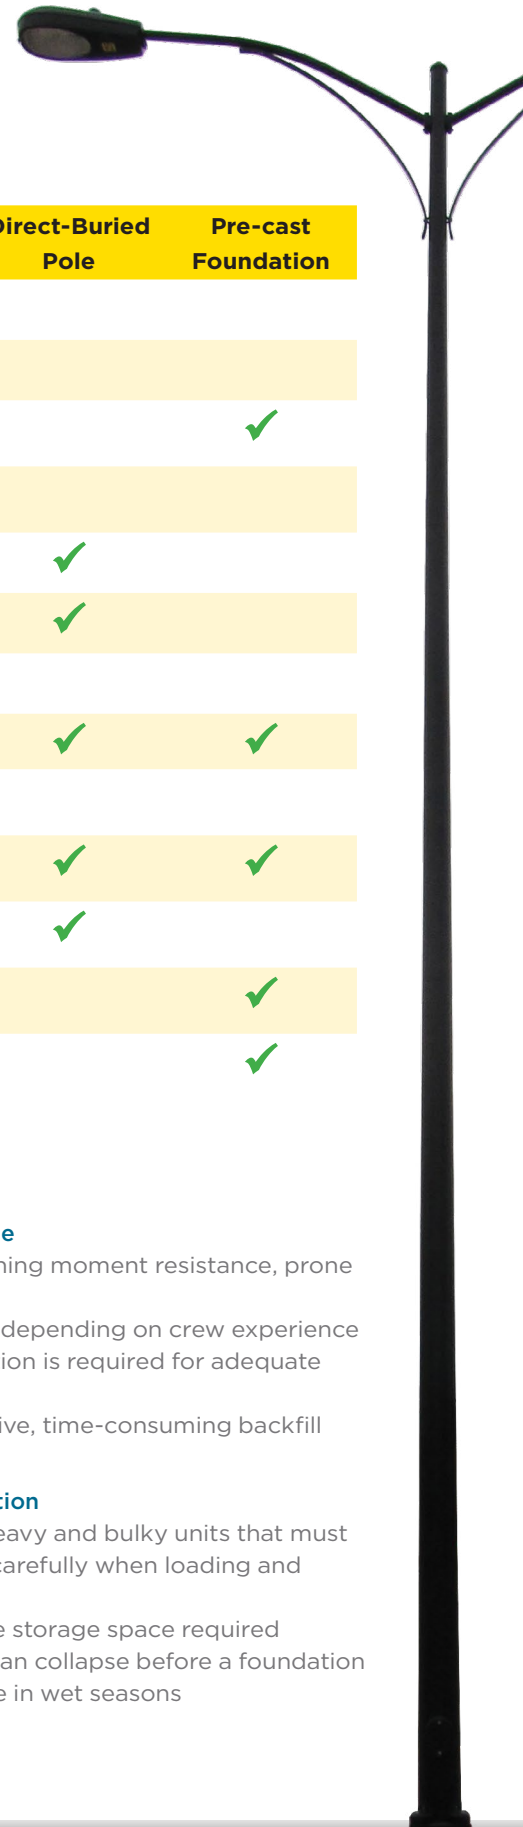 Direct-Buried Pre-cast
Pole Foundation
ning moment resistance, prone
depending on crew experience
ion is required for adequate
ive, time-consuming backfill
tion
eavy and bulky units that must
carefully when loading and
e storage space required
an collapse before a foundation
e in wet seasons